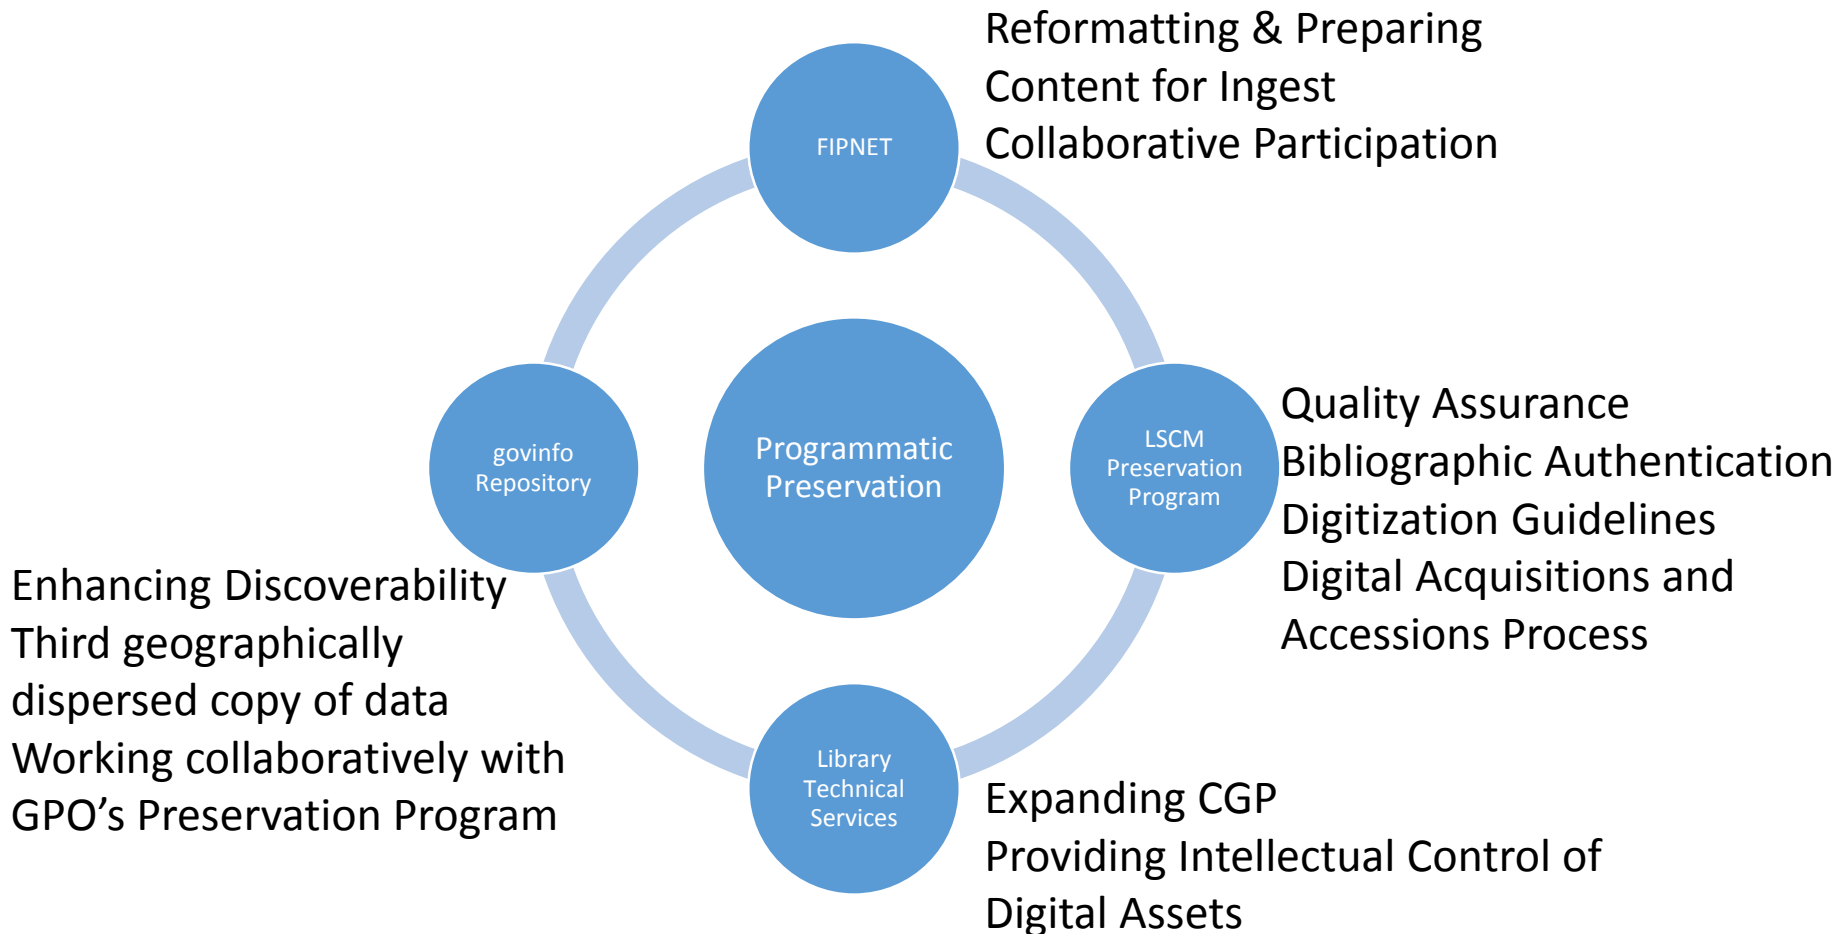 Reformatting & Preparing
Content for Ingest
Collaborative Participation
FIPNET
Programmatic
Preservation
govinfo
Repository
LSCM
Preservation
Program
Quality Assurance
Bibliographic Authentication
Digitization Guidelines
Digital Acquisitions and
Accessions Process
Enhancing Discoverability
Third geographically
dispersed copy of data
Working collaboratively with
GPO’s Preservation Program
Library
Technical
Services
Expanding CGP
Providing Intellectual Control of
Digital Assets